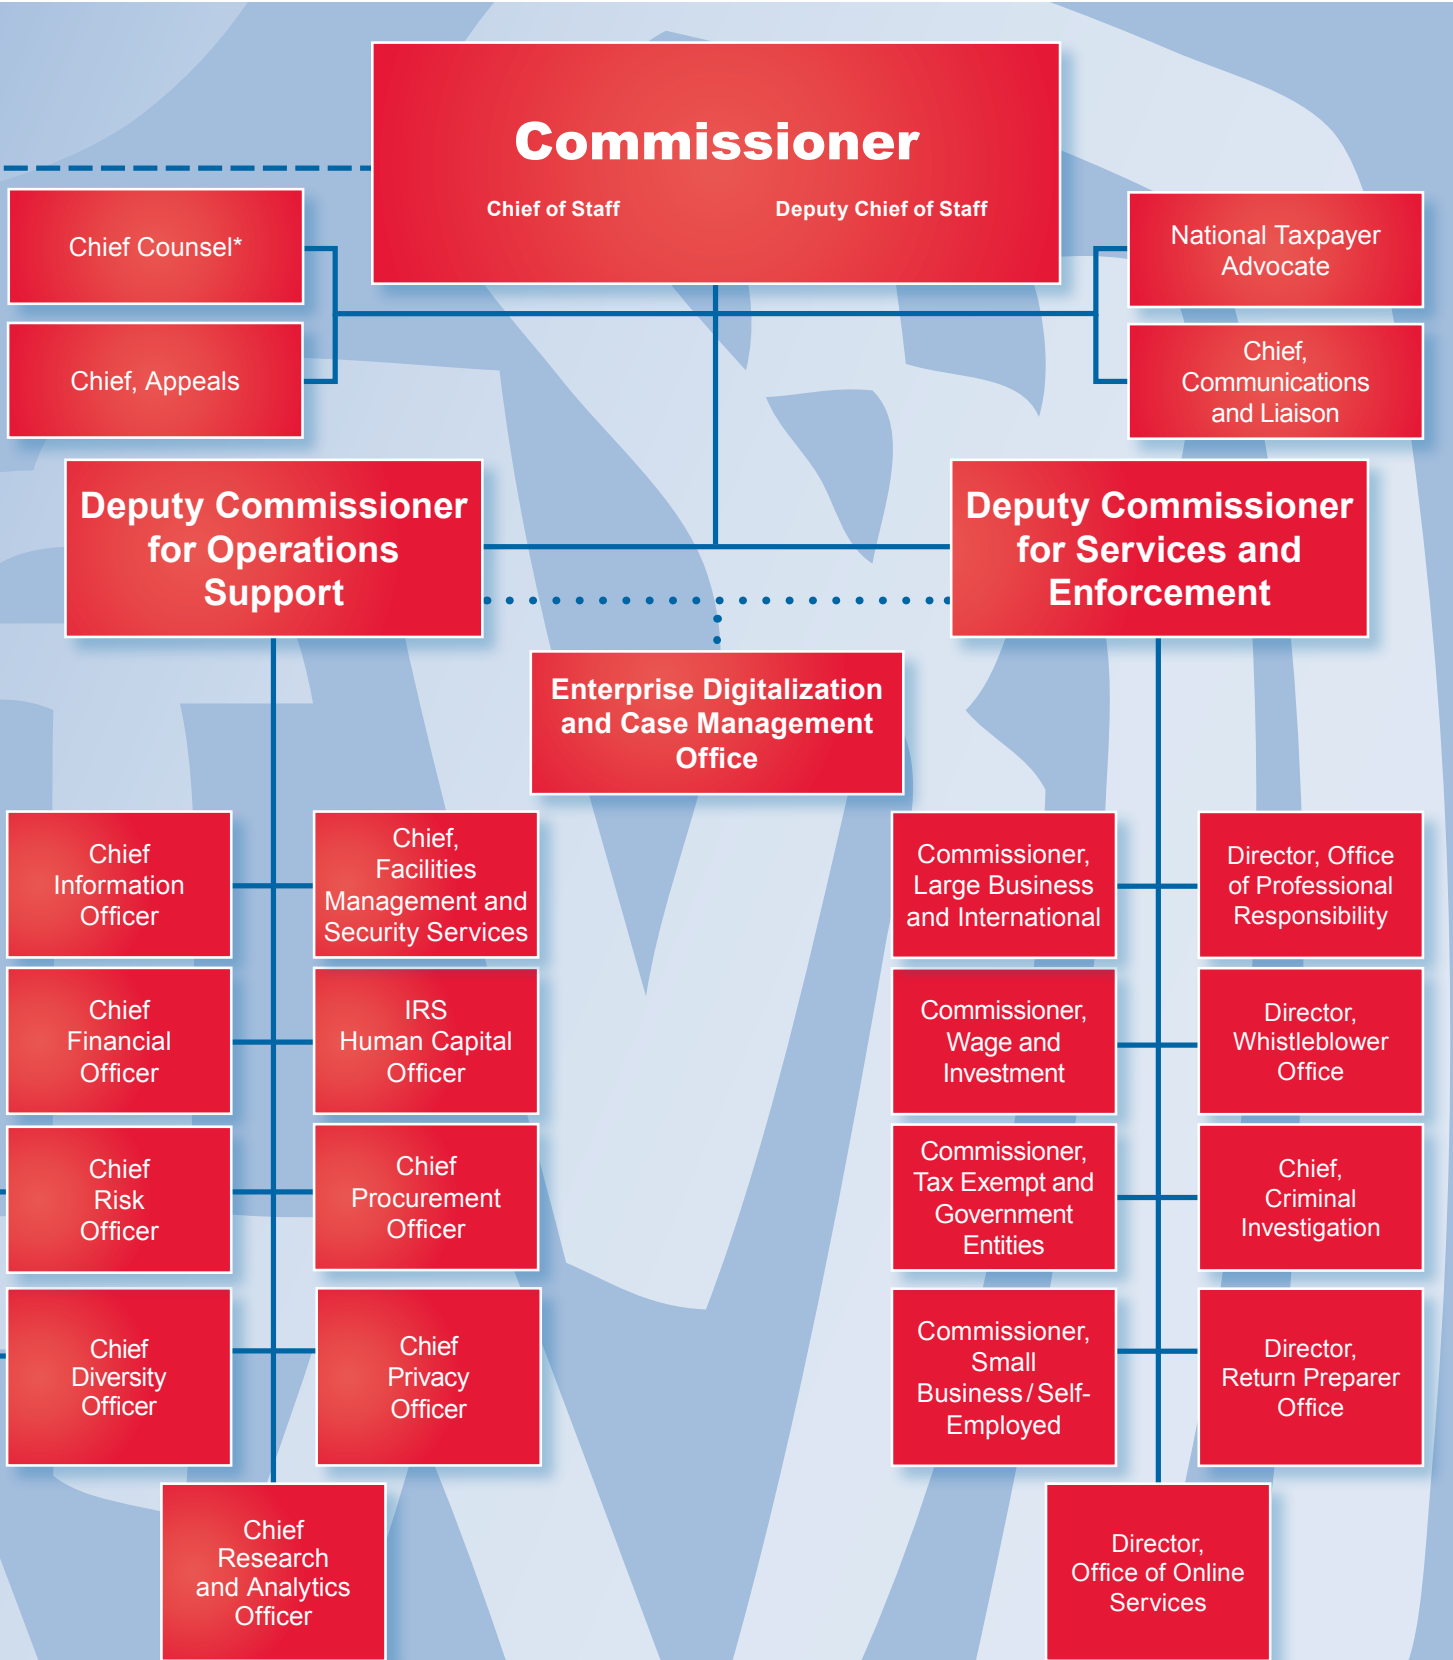 Commissioner
Chief of Staff
Deputy Chief of Staff
Chief Counsel*
National Taxpayer
Advocate
Chief, Appeals
Chief,
Communications
and Liaison
Deputy Commissioner
for Operations
Support
Deputy Commissioner
for Services and
Enforcement
Enterprise Digitalization
and Case Management
Office
Chief
Information
Officer
Chief,
Facilities
Management and
Security Services
Commissioner,
Large Business
and International
Director, Office
of Professional
Responsibility
Chief
Financial
Officer
IRS
Human Capital
Officer
Commissioner,
Wage and
Investment
Director,
Whistleblower
Office
Chief
Risk
Officer
Chief
Procurement
Officer
Commissioner,
Tax Exempt and
Government
Entities
Chief,
Criminal
Investigation
Chief
Diversity
Officer
Chief
Privacy
Officer
Commissioner,
Small
Business/Self-
Employed
Director,
Return Preparer
Office
Chief
Research
and Analytics
Officer
Director,
Office of Online
Services